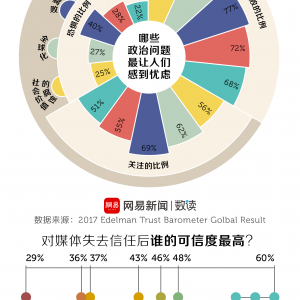 22%
28%
40%
恐惧的比例
77%
全球化
27%
72%
哪些
政治问题
最让人们
感到忧虑
社会价值
25%
68%
51%
56%
55%
62%
69%
关注的比例
网易 网易新闻 | 数读
数据来源：2017 Edelman Trust Barometer Golbal Result
对媒体失去信任后谁的可信度最高?
29%
36%
37%
43%
46%
48%
60%